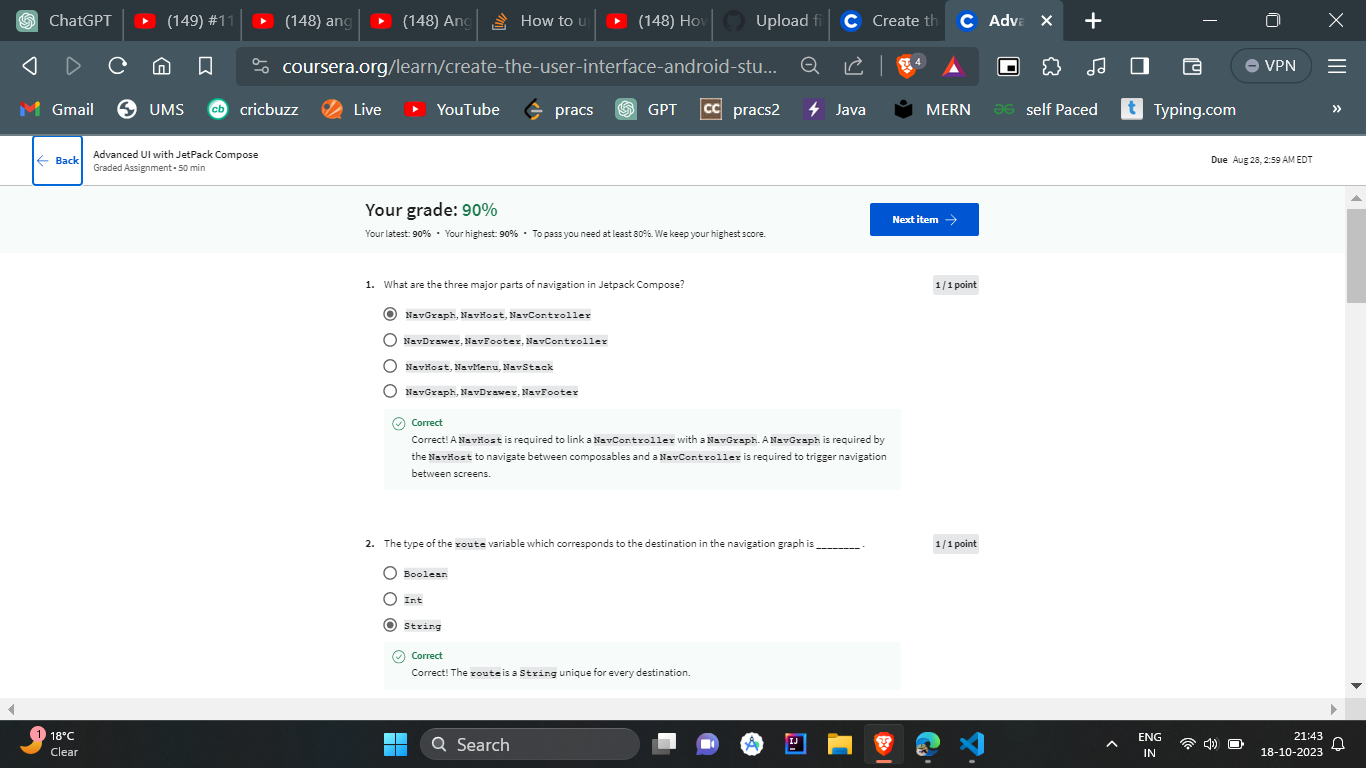 ChatGPT
(149) #11
(148) ang
(148) Ang
How to u
(148) How
Upload fi
Create th
Adva
coursera.org/learn/create-the-user-interface-android-stu...
4
VPN
Gmail
UMS
cb
cricbuzz
Live
YouTube
pracs
GPT
CC
pracs2
Java
MERN
self Paced
t
Typing.com
»
Back
Advanced UI with JetPack Compose
Graded Assignment • 50 min
Due Aug 28, 2:59 AM EDT
Your grade: 90%
Your latest: 90% • Your highest: 90% • To pass you need at least 80%. We keep your highest score.
Next item
1. What are the three major parts of navigation in Jetpack Compose?
1 / 1 point
NavGraph, NavHost, NavController
NavDrawer, NavFooter, NavController
NavHost, NavMenu, NavStack
NavGraph, NavDrawer, NavFooter
Correct
Correct! A NavHost is required to link a NavController with a NavGraph. A NavGraph is required by
the NavHost to navigate between composables and a NavController is required to trigger navigation
between screens.
2. The type of the route variable which corresponds to the destination in the navigation graph is ________ .
1 / 1 point
Boolean
Int
String
Correct
Correct! The route is a String unique for every destination.
1
18°C
Clear
Search
IJ
ENG
IN
21:43
18-10-2023